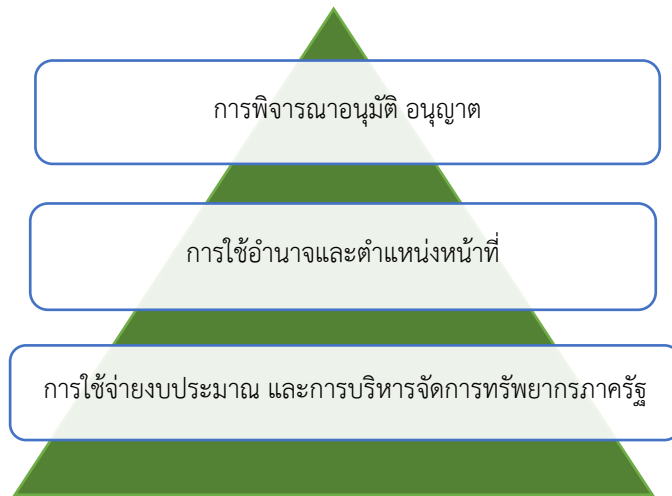 การพิจารณาอนุมัติ อนุญาต
การใช้อำนาจและตำแหน่งหน้าที่
การใช้จ่ายงบประมาณ และการบริหารจัดการทรัพยากรภาครัฐ